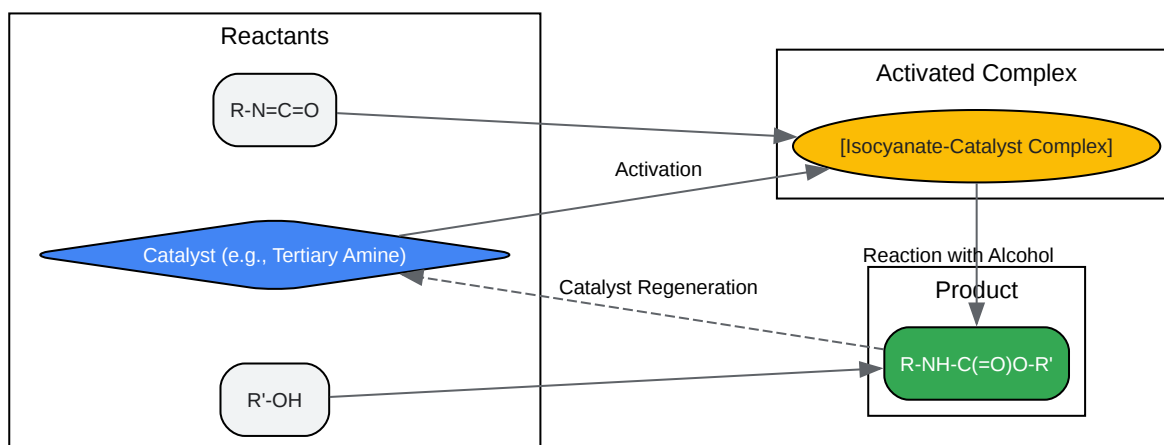 Reactants
R-N=C=O
Activated Complex
[Isocyanate-Catalyst Complex]
Activation
Catalyst (e.g., Tertiary Amine)
Reaction with Alcohol
Catalyst Regeneration
Product
R-NH-C(=O)O-R'
R'-OH